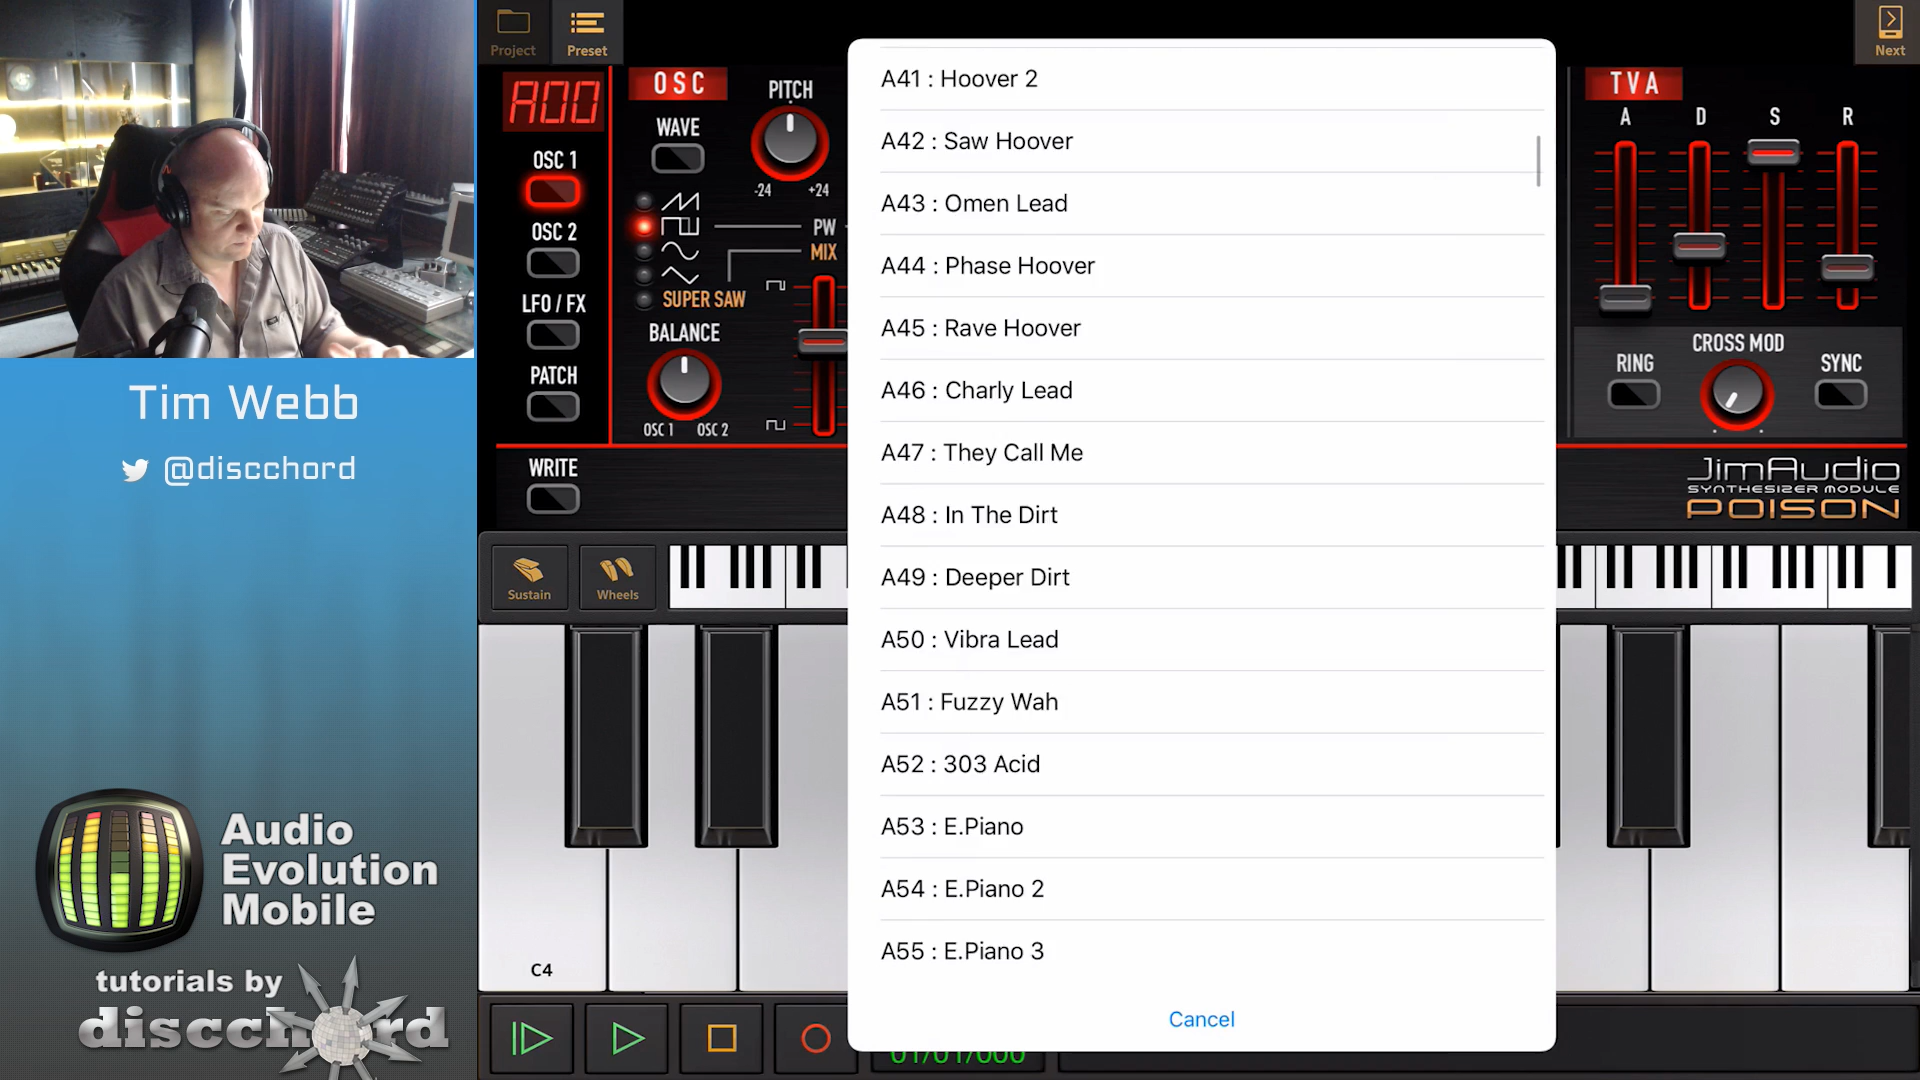 Project
Preset
Next
A00
OSC 1
OSC 2
LFO / FX
PATCH
WRITE
OSC
WAVE
PITCH
-24 +24
PW
MIX
SUPER SAW
BALANCE
OSC 1 OSC 2
A41 : Hoover 2
A42 : Saw Hoover
A43 : Omen Lead
A44 : Phase Hoover
A45 : Rave Hoover
A46 : Charly Lead
A47 : They Call Me
A48 : In The Dirt
A49 : Deeper Dirt
A50 : Vibra Lead
A51 : Fuzzy Wah
A52 : 303 Acid
A53 : E.Piano
A54 : E.Piano 2
A55 : E.Piano 3
Cancel
TVA
A D S R
RING
CROSS MOD
SYNC
JimAudio
SYNTHESIZER MODULE
POISON
Sustain
Wheels
C4
01/01/000
Tim Webb
@discchord
Audio
Evolution
Mobile
tutorials by
discchord